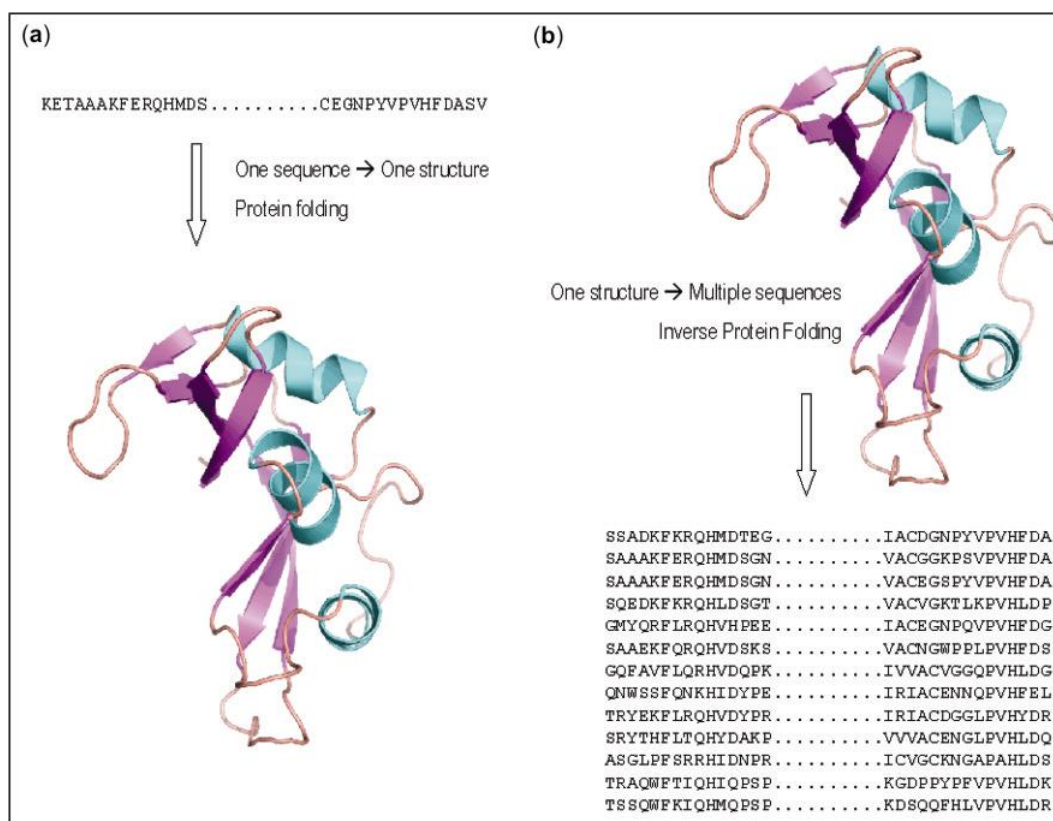 (a)
KETAAAKFERQHMDS..........CEGNPYVPVHFDASV
One sequence → One structure
Protein folding
(b)
One structure → Multiple sequences
Inverse Protein Folding
SSADKFKRQHMDTEG..........IACDGNPYVPVHFDA
SAAAKFERQHMDSGN..........VACGGKPSVPVHFDA
SAAAKFERQHMDSGN..........VACEGSPYVPVHFDA
SQEDKFKRQHLDSGT..........VACVGKTLKPVHLDP
GMYQRFLRQHVHPEE..........IACEGNPQVPVHFDG
SAAEKFQRQHVDSKS..........VACNGWPPLPVHFDS
GQFAVFLQRHVDQPK..........IVVACVGGQPVHLDG
QNWSSFQNKHIDYPE..........IRIACENNQPVHFEL
TRYEKFLRQHVDYPR..........IRIACDGGLPVHYDR
SRYTHFLTQHYDAKP..........VVVACENGLPVHLDQ
ASGLPFSRRHIDNPR..........ICVGCKNGAPAHLDS
TRAQWFTIQHIQPSP..........KGDPPYPFVPVHLDK
TSSQWFKIQHMQPSP..........KDSQQFHLVPVHLDR